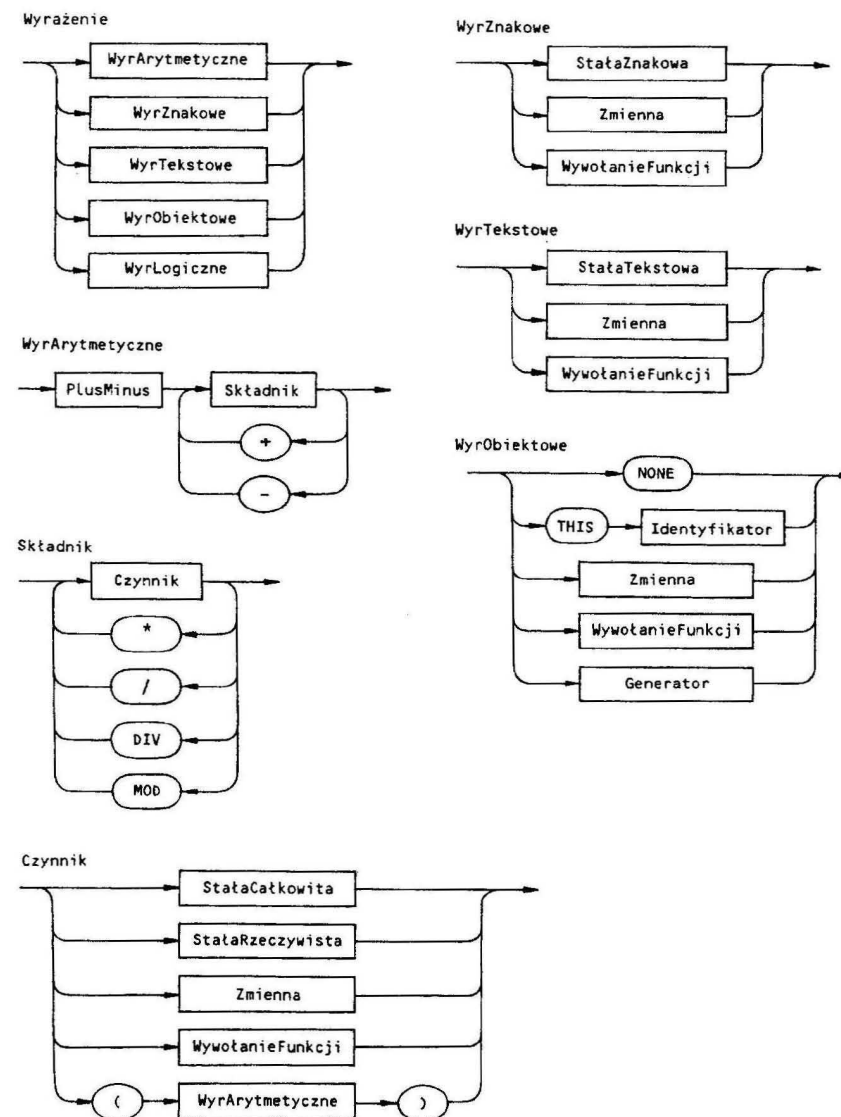 Wyrażenie
WyrArytmetyczne
WyrZnakowe
WyrTekstowe
WyrObiektowe
WyrLogiczne
WyrArytmetyczne
PlusMinus
Składnik
+
-
Składnik
Czynnik
*
/
DIV
MOD
WyrZnakowe
StałaZnakowa
Zmienna
WywołanieFunkcji
WyrTekstowe
StałaTekstowa
Zmienna
WywołanieFunkcji
WyrObiektowe
NONE
THIS Identyfikator
Zmienna
WywołanieFunkcji
Generator
Czynnik
StałaCałkowita
StałaRzeczywista
Zmienna
WywołanieFunkcji
( WyrArytmetyczne )